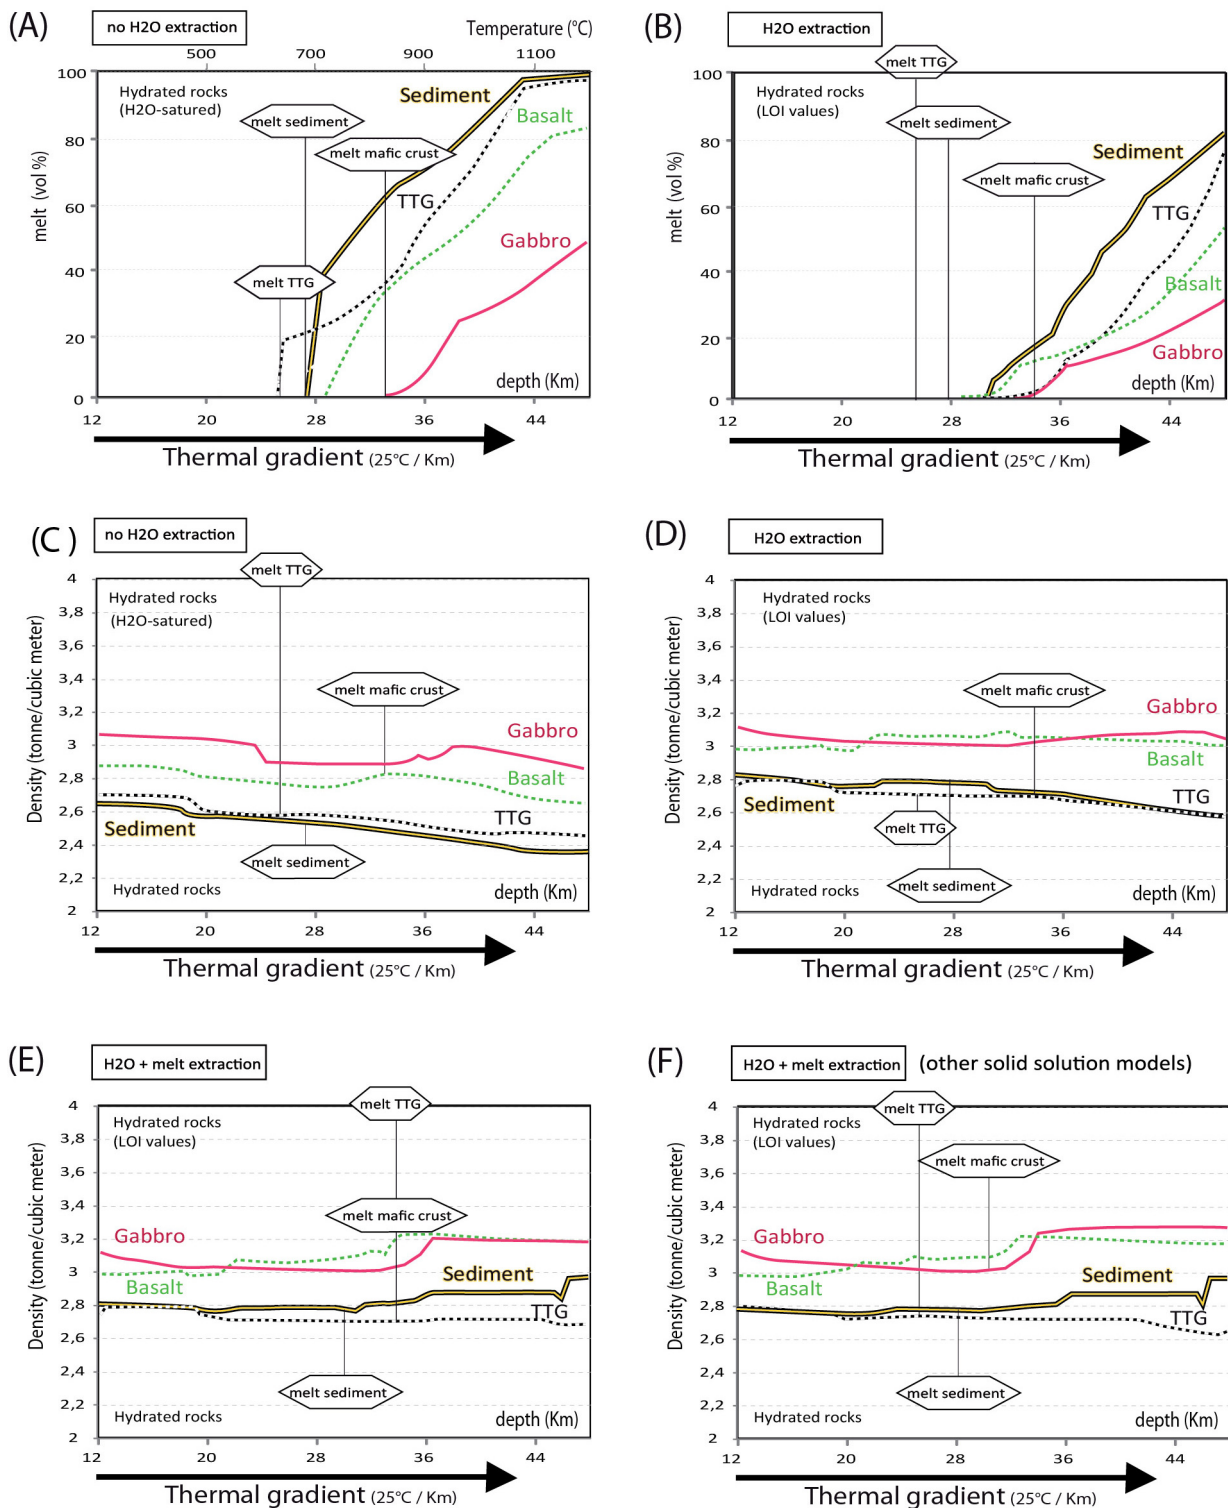 (A)
no H2O extraction
Temperature (°C)
500 700 900 1100
100
80
60
40
20
0
melt (vol %)
Hydrated rocks
(H2O-satured)
Sediment
Basalt
melt sediment
melt mafic crust
TTG
Gabbro
melt TTG
depth (Km)
12 20 28 36 44
Thermal gradient (25°C / Km)
(B)
H2O extraction
melt TTG
100
80
60
40
20
0
melt (vol %)
Hydrated rocks
(LOI values)
melt sediment
Sediment
melt mafic crust
TTG
Basalt
Gabbro
depth (Km)
12 20 28 36 44
Thermal gradient (25°C / Km)
(C )
no H2O extraction
melt TTG
4
3,8
3,6
3,4
3,2
3
2,8
2,6
2,4
2,2
2
Density (tonne/cubic meter)
Hydrated rocks
(H2O-satured)
melt mafic crust
Gabbro
Basalt
TTG
Sediment
melt sediment
Hydrated rocks
depth (Km)
12 20 28 36 44
Thermal gradient (25°C / Km)
(D)
H2O extraction
4
3,8
3,6
3,4
3,2
3
2,8
2,6
2,4
2,2
2
Density (tonne/cubic meter)
Hydrated rocks
(LOI values)
melt mafic crust
Gabbro
Basalt
Sediment
TTG
melt TTG
melt sediment
Hydrated rocks
depth (Km)
12 20 28 36 44
Thermal gradient (25°C / Km)
(E)
H2O + melt extraction
melt TTG
4
3,8
3,6
3,4
3,2
3
2,8
2,6
2,4
2,2
2
Density (tonne/cubic meter)
Hydrated rocks
(LOI values)
melt mafic crust
Gabbro
Sediment
Basalt
TTG
melt sediment
Hydrated rocks
depth (Km)
12 20 28 36 44
Thermal gradient (25°C / Km)
(F)
H2O + melt extraction
(other solid solution models)
melt TTG
4
3,8
3,6
3,4
3,2
3
2,8
2,6
2,4
2,2
2
Density (tonne/cubic meter)
Hydrated rocks
(LOI values)
melt mafic crust
Gabbro
Sediment
Basalt
TTG
melt sediment
Hydrated rocks
depth (Km)
12 20 28 36 44
Thermal gradient (25°C / Km)